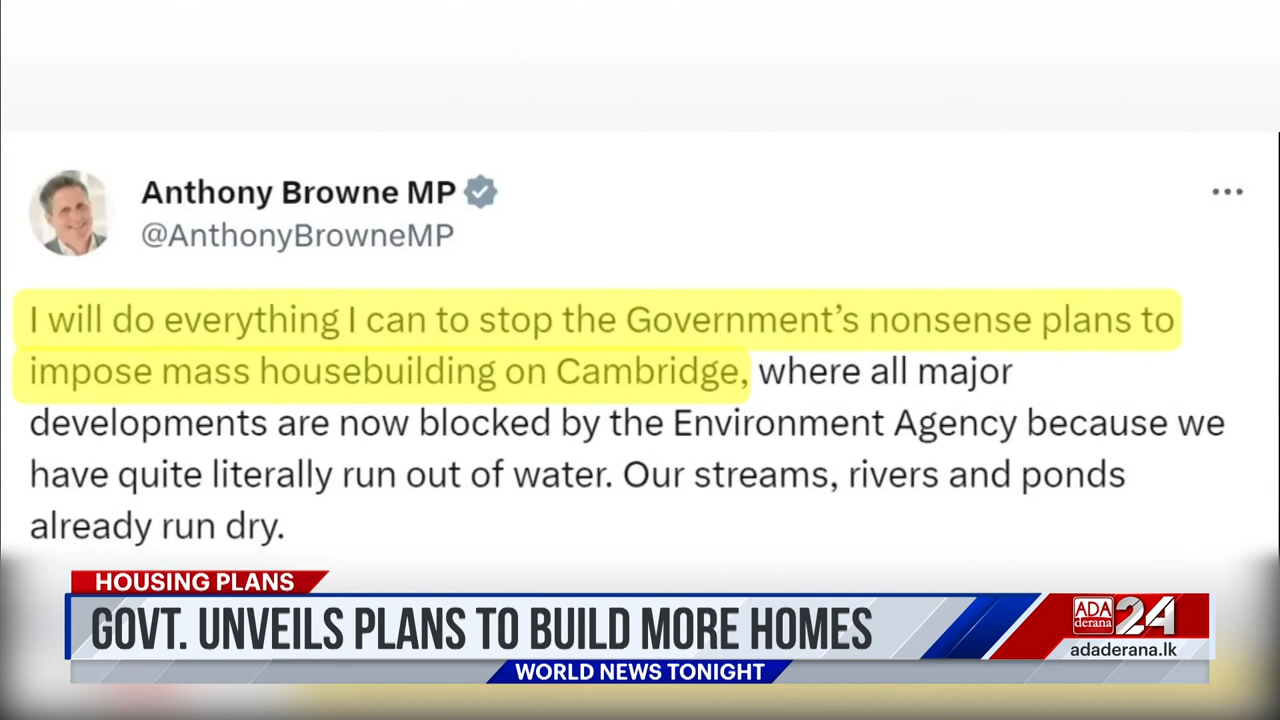 Anthony Browne MP
@AnthonyBrowneMP
I will do everything I can to stop the Government’s nonsense plans to
impose mass housebuilding on Cambridge, where all major
developments are now blocked by the Environment Agency because we
have quite literally run out of water. Our streams, rivers and ponds
already run dry.
HOUSING PLANS
GOVT. UNVEILS PLANS TO BUILD MORE HOMES
ADA
derana
24
adaderana.lk
WORLD NEWS TONIGHT